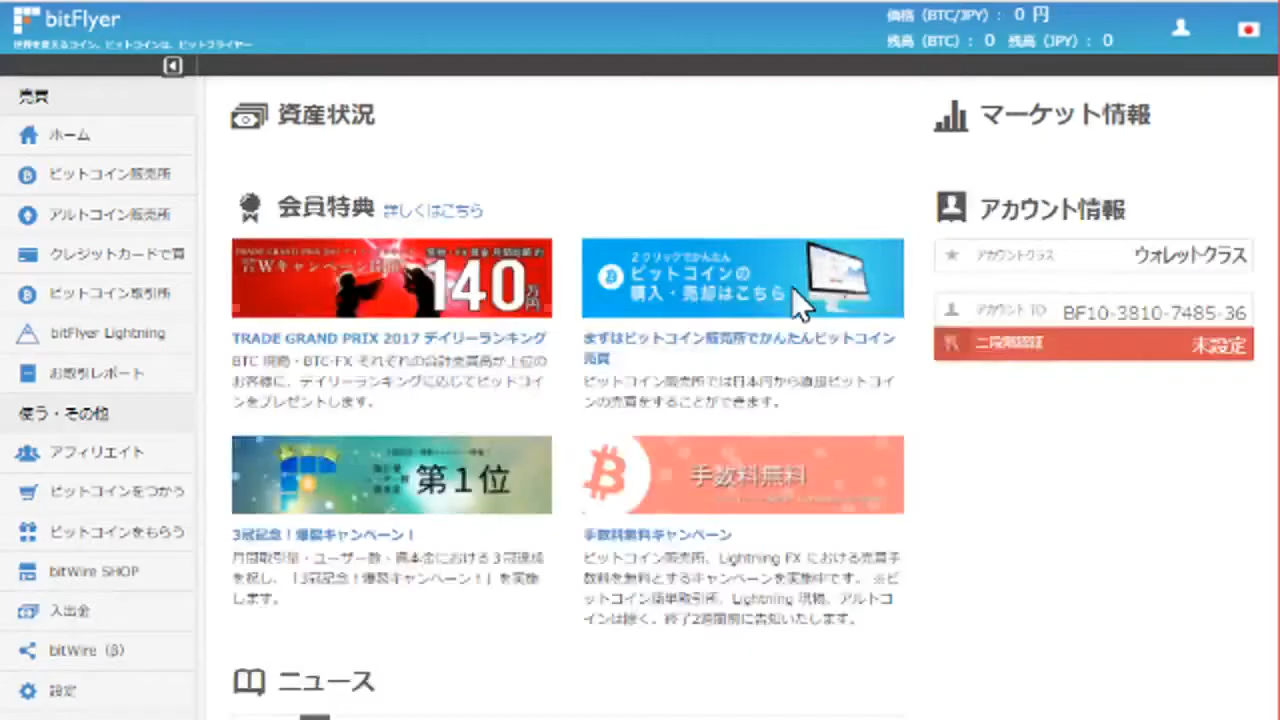 bitFlyer
世界を変えるコイン、ビットコインは、ビットフライヤー
価格（BTC/JPY）： 0 円
残高（BTC）： 0 残高（JPY）： 0
売買
ホーム
ビットコイン販売所
アルトコイン販売所
クレジットカードで買
ビットコイン取引所
bitFlyer Lightning
お取引レポート
使う・その他
アフィリエイト
ビットコインをつかう
ビットコインをもらう
bitWire SHOP
入出金
bitWire（β）
設定
資産状況
会員特典 詳しくはこちら
TRADE GRAND PRIX 2017
Wキャンペーン
140万円
TRADE GRAND PRIX 2017 デイリーランキング
BTC 現物・BTC-FX それぞれの合計売買高が上位の
お客様に、デイリーランキングに応じてビットコイ
ンをプレゼントします。
2クリックでかんたん
ビットコインの
購入・売却はこちら
まずはビットコイン販売所でかんたんビットコイン
売買
ビットコイン販売所では日本円から直接ビットコイ
ンの売買をすることができます。
第1位
3冠記念！爆裂キャンペーン！
月間取引量・ユーザー数・資本金における３冠達成
を祝し、「3冠記念！爆裂キャンペーン！」を実施
します。
手数料無料
手数料無料キャンペーン
ビットコイン販売所、Lightning FX における売買手
数料を無料とするキャンペーンを実施中です。 ※ビ
ットコイン簡単取引所、Lightning 現物、アルトコ
インは除く。終了2週間前に告知いたします。
ニュース
マーケット情報
アカウント情報
アカウントクラス ウォレットクラス
アカウント ID BF10-3810-7485-36
二段階認証 未設定